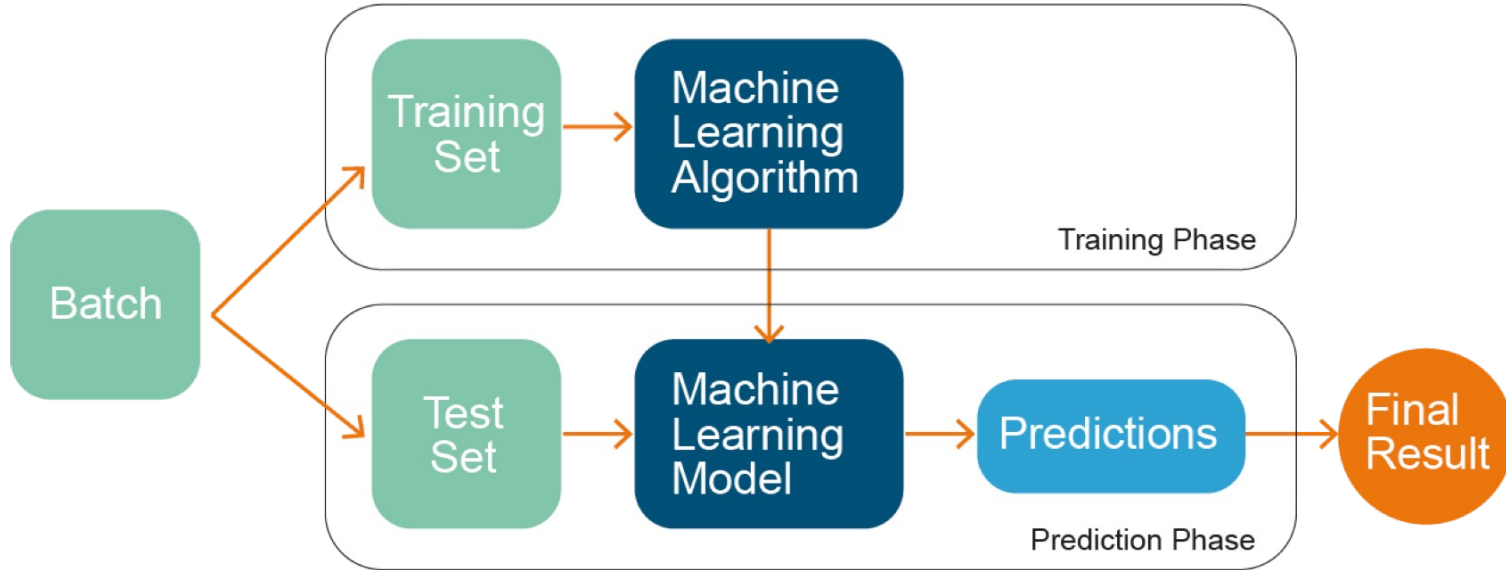 Training
Set
Machine
Learning
Algorithm
Training Phase
Batch
Test
Set
Machine
Learning
Model
Predictions
Final
Result
Prediction Phase